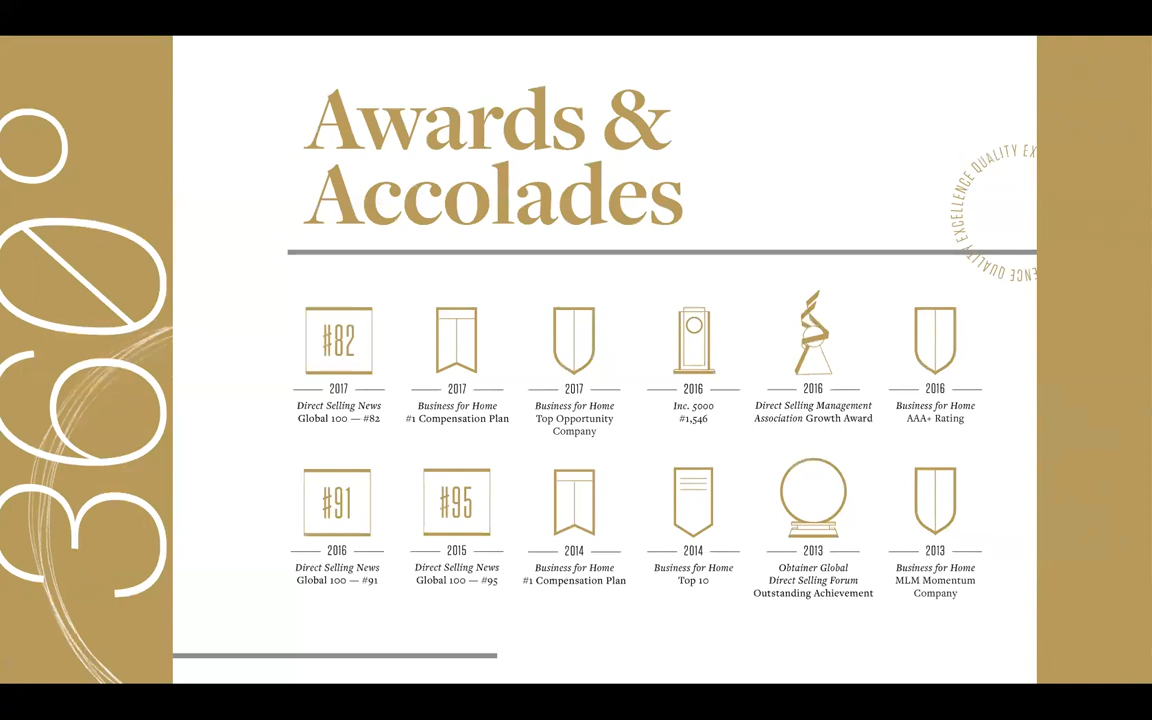 360°
Awards &
Accolades
EXCELLENCE QUALITY EX
ENCE QUALITY
#82
2017
Direct Selling News
Global 100 — #82
2017
Business for Home
#1 Compensation Plan
2017
Business for Home
Top Opportunity
Company
2016
Inc. 5000
#1,546
2016
Direct Selling Management
Association Growth Award
2016
Business for Home
AAA+ Rating
#91
2016
Direct Selling News
Global 100 — #91
#95
2015
Direct Selling News
Global 100 — #95
2014
Business for Home
#1 Compensation Plan
2014
Business for Home
Top 10
2013
Obtainer Global
Direct Selling Forum
Outstanding Achievement
2013
Business for Home
MLM Momentum
Company